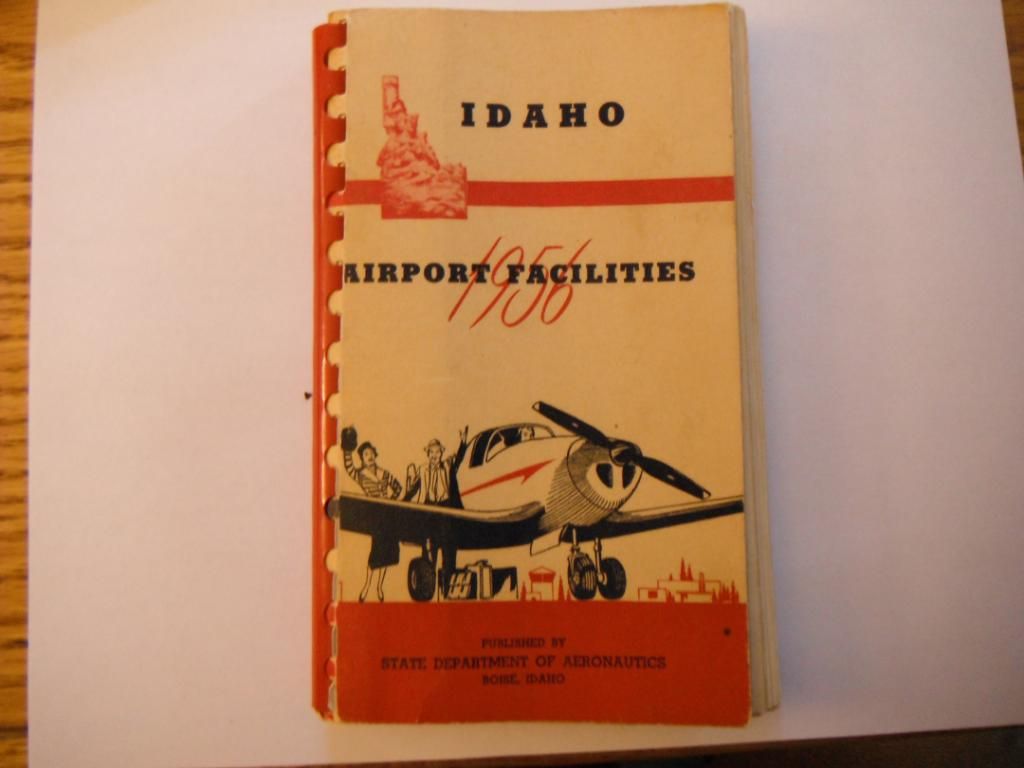 IDAHO
AIRPORT FACILITIES
1956
PUBLISHED BY
STATE DEPARTMENT OF AERONAUTICS
BOISE, IDAHO